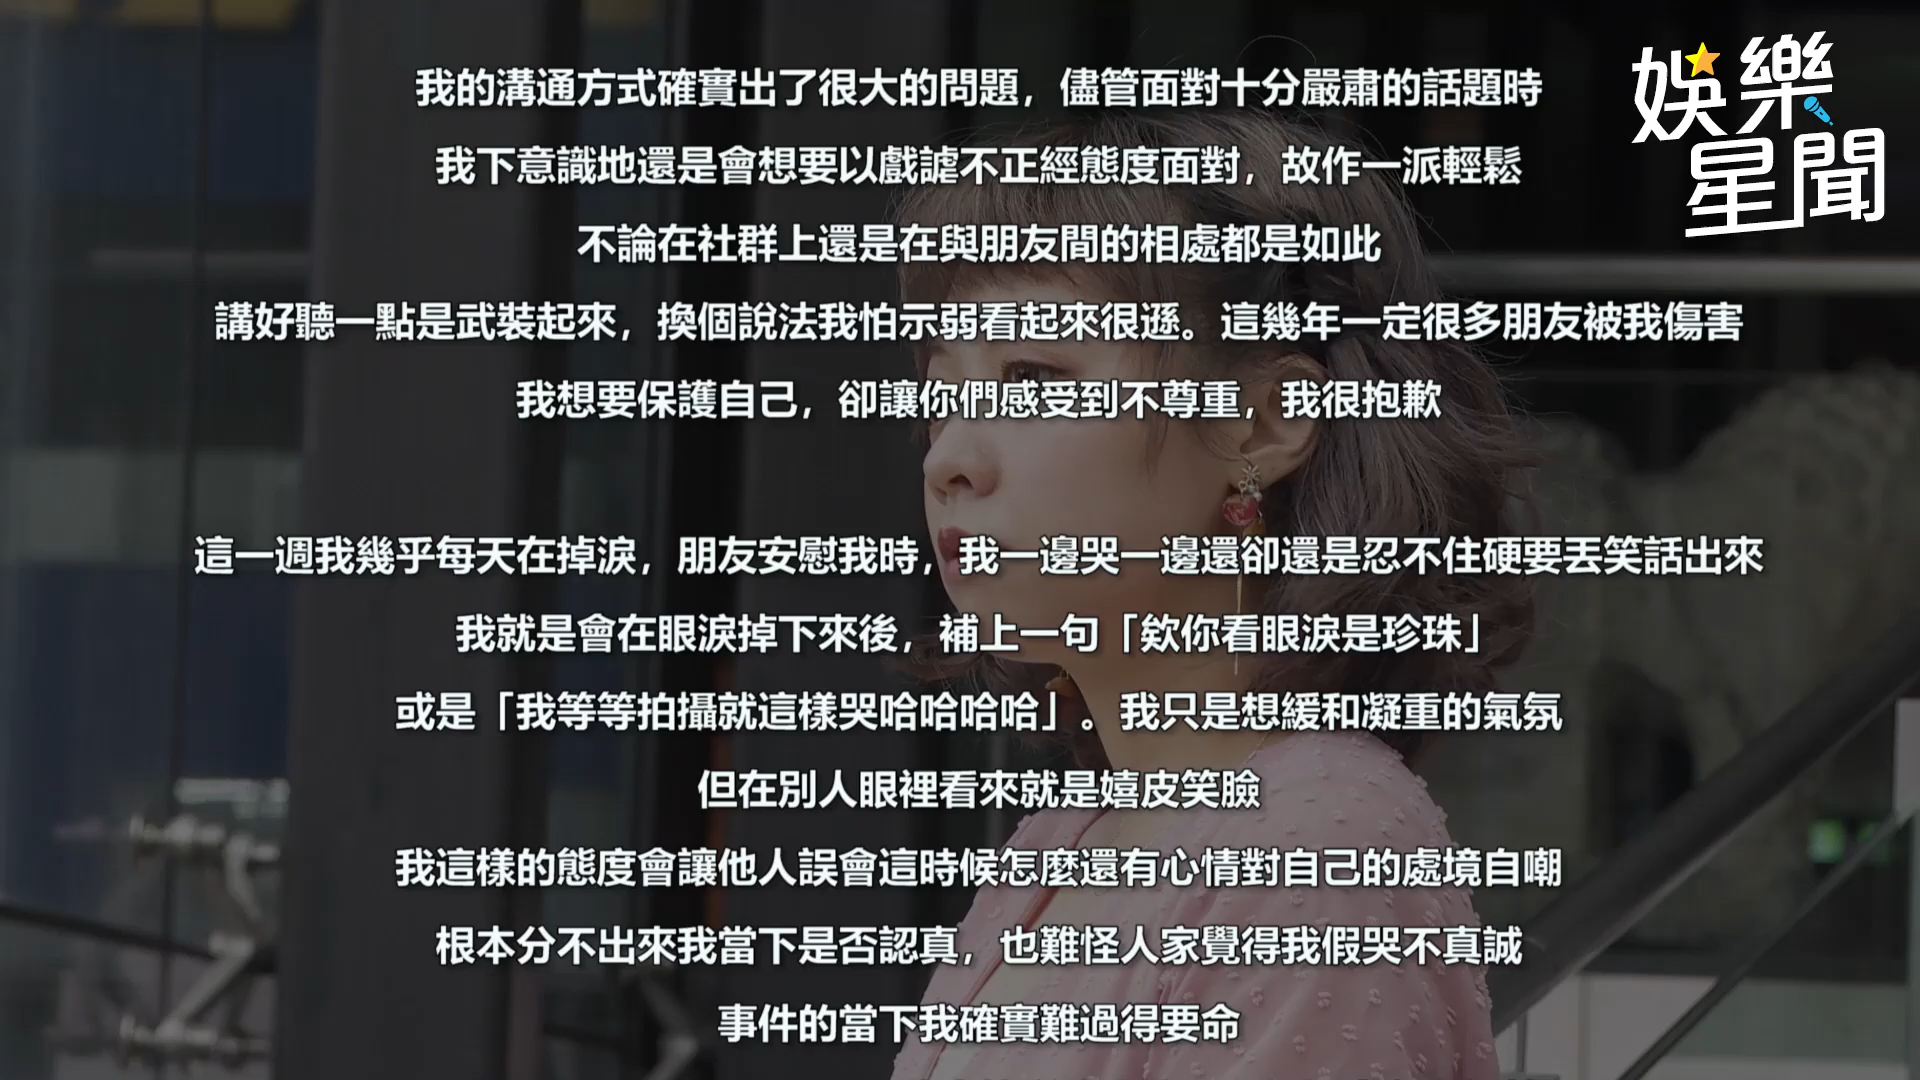 娛樂
星聞
我的溝通方式確實出了很大的問題，儘管面對十分嚴肅的話題時
我下意識地還是會想要以戲謔不正經態度面對，故作一派輕鬆
不論在社群上還是在與朋友間的相處都是如此
講好聽一點是武裝起來，換個說法我怕示弱看起來很遜。這幾年一定很多朋友被我傷害
我想要保護自己，卻讓你們感受到不尊重，我很抱歉
這一週我幾乎每天在掉淚，朋友安慰我時，我一邊哭一邊還卻還是忍不住硬要丟笑話出來
我就是會在眼淚掉下來後，補上一句「欸你看眼淚是珍珠」
或是「我等等拍攝就這樣哭哈哈哈哈」。我只是想緩和凝重的氣氛
但在別人眼裡看來就是嬉皮笑臉
我這樣的態度會讓他人誤會這時候怎麼還有心情對自己的處境自嘲
根本分不出來我當下是否認真，也難怪人家覺得我假哭不真誠
事件的當下我確實難過得要命